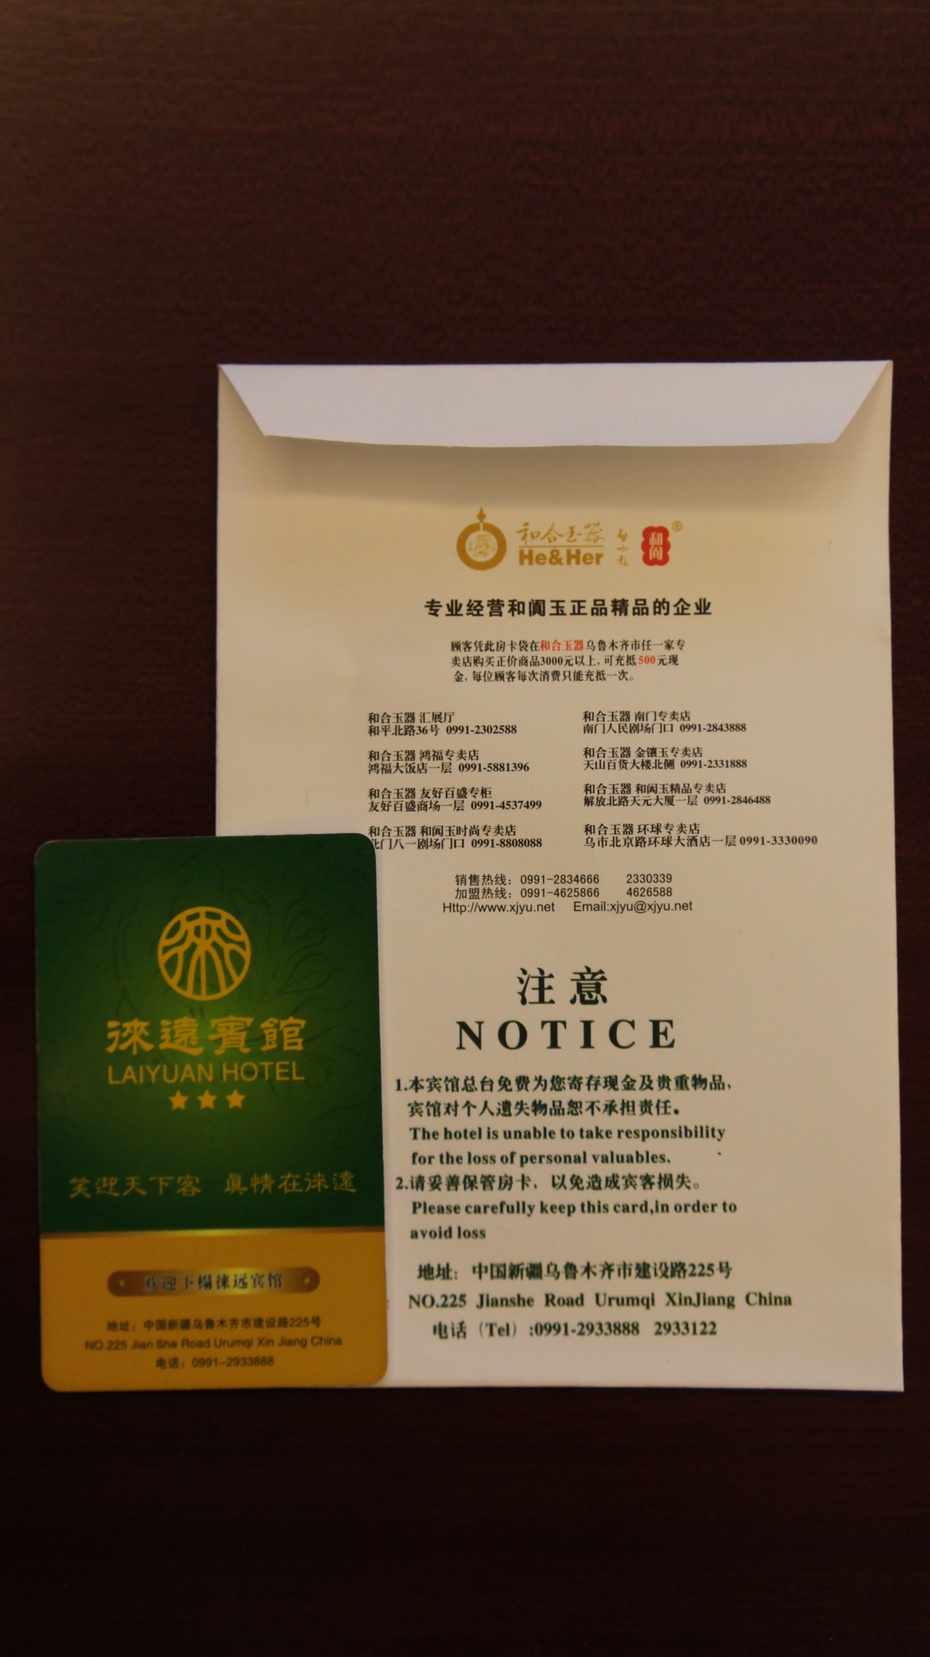 和合玉器
He&Her
和阗
®
专业经营和阗玉正品精品的企业
顾客凭此房卡袋在和合玉器乌鲁木齐市任一家专
卖店购买正价商品3000元以上,可充抵500元现
金,每位顾客每次消费只能充抵一次。
和合玉器 汇展厅
和平北路36号 0991-2302588
和合玉器 南门专卖店
南门人民剧场门口 0991-2843888
和合玉器 鸿福专卖店
鸿福大饭店一层 0991-5881396
和合玉器 金镶玉专卖店
天山百货大楼北侧 0991-2331888
和合玉器 友好百盛专柜
友好百盛商场一层 0991-4537499
和合玉器 和阗玉精品专卖店
解放北路天元大厦一层 0991-2846488
和合玉器 和阗玉时尚专卖店
北门八一剧场门口 0991-8808088
和合玉器 环球专卖店
乌市北京路环球大酒店一层 0991-3330090
销售热线：0991-2834666 2330339
加盟热线：0991-4625866 4626588
Http://www.xjyu.net Email:xjyu@xjyu.net
注意
NOTICE
1.本宾馆总台免费为您寄存现金及贵重物品,
宾馆对个人遗失物品恕不承担责任。
The hotel is unable to take responsibility
for the loss of personal valuables.
2.请妥善保管房卡, 以免造成宾客损失。
Please carefully keep this card,in order to
avoid loss
地址：中国新疆乌鲁木齐市建设路225号
NO.225 Jianshe Road Urumqi XinJiang China
电话（Tel）:0991-2933888 2933122
徕
徕遠賓館
LAIYUAN HOTEL
★★★
笑迎天下客 真情在徕遠
欢迎下榻徕远宾馆
地址：中国新疆乌鲁木齐市建设路225号
NO.225 Jian She Road Urumqi Xin Jiang China
电话：0991-2933888